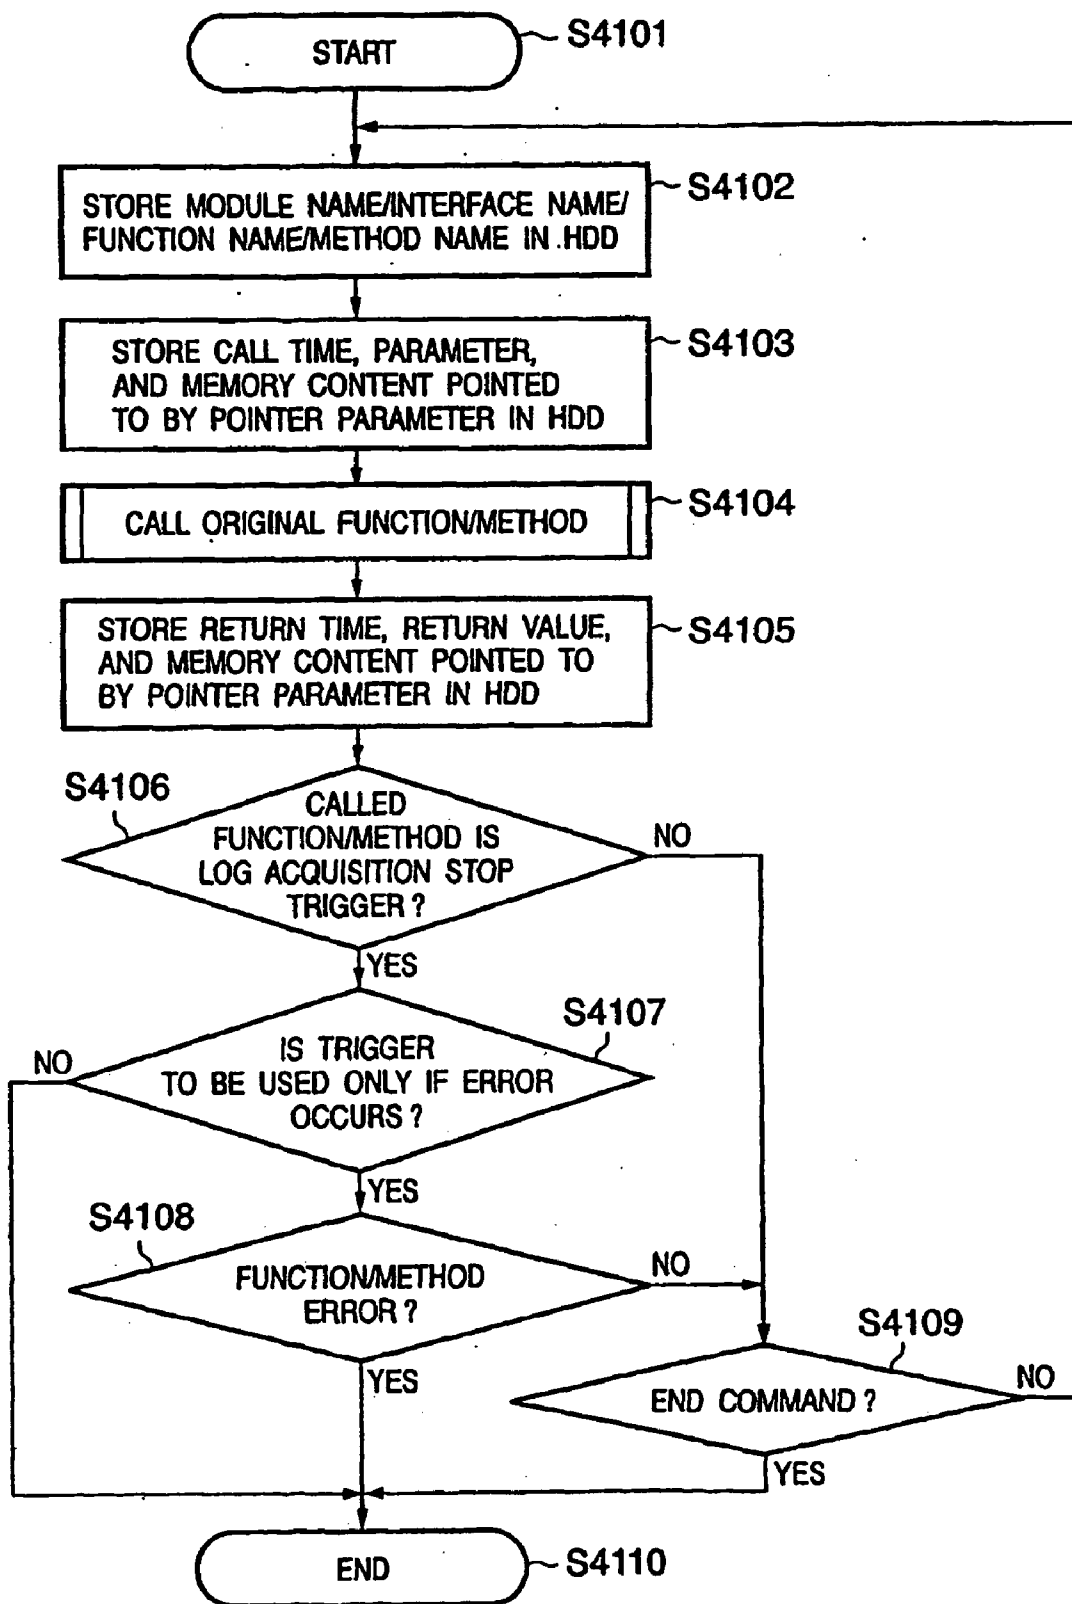 START
S4101
STORE MODULE NAME/INTERFACE NAME/
FUNCTION NAME/METHOD NAME IN HDD
S4102
STORE CALL TIME, PARAMETER,
AND MEMORY CONTENT POINTED
TO BY POINTER PARAMETER IN HDD
S4103
CALL ORIGINAL FUNCTION/METHOD
S4104
STORE RETURN TIME, RETURN VALUE,
AND MEMORY CONTENT POINTED TO
BY POINTER PARAMETER IN HDD
S4105
S4106
CALLED
FUNCTION/METHOD IS
LOG ACQUISITION STOP
TRIGGER?
NO
YES
S4107
IS TRIGGER
TO BE USED ONLY IF ERROR
OCCURS?
NO
YES
S4108
FUNCTION/METHOD
ERROR?
NO
YES
S4109
END COMMAND?
NO
YES
END
S4110